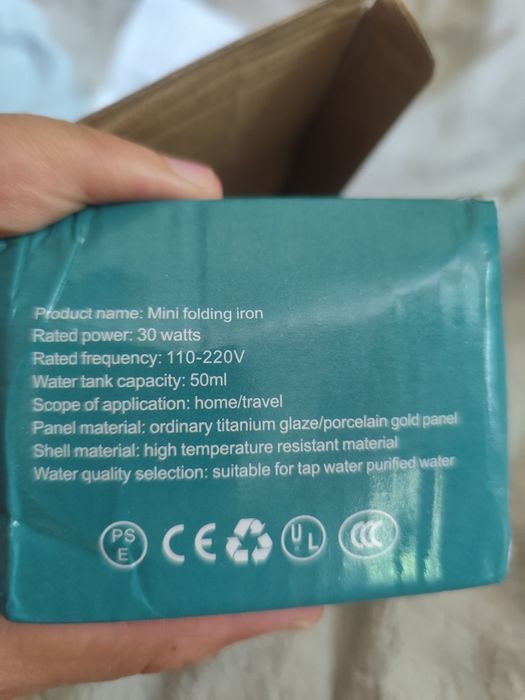 Product name: Mini folding iron
Rated power: 30 watts
Rated frequency: 110-220V
Water tank capacity: 50ml
Scope of application: home/travel
Panel material: ordinary titanium glaze/porcelain gold panel
Shell material: high temperature resistant material
Water quality selection: suitable for tap water purified water
PS E CE UL CCC